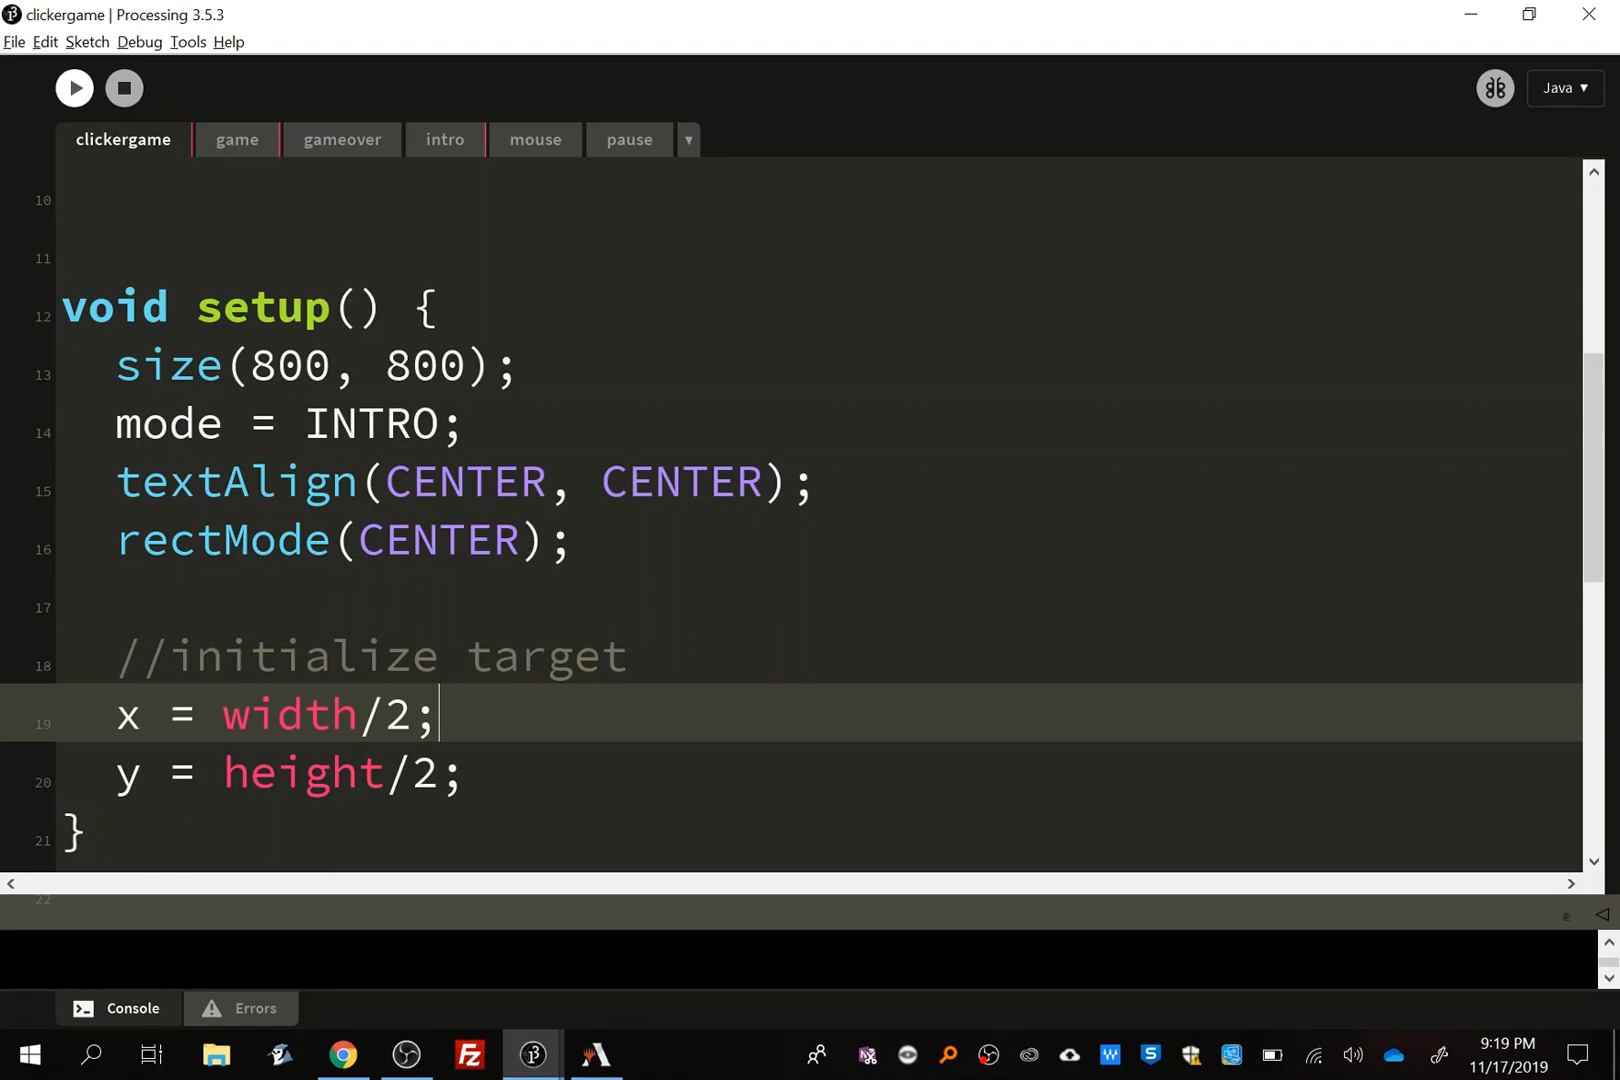 clickergame | Processing 3.5.3
File Edit Sketch Debug Tools Help
Java ▾
clickergame game gameover intro mouse pause ▾
10
11
12 void setup() {
13 size(800, 800);
14 mode = INTRO;
15 textAlign(CENTER, CENTER);
16 rectMode(CENTER);
17
18 //initialize target
19 x = width/2;
20 y = height/2;
21 }
22
Console Errors
9:19 PM
11/17/2019